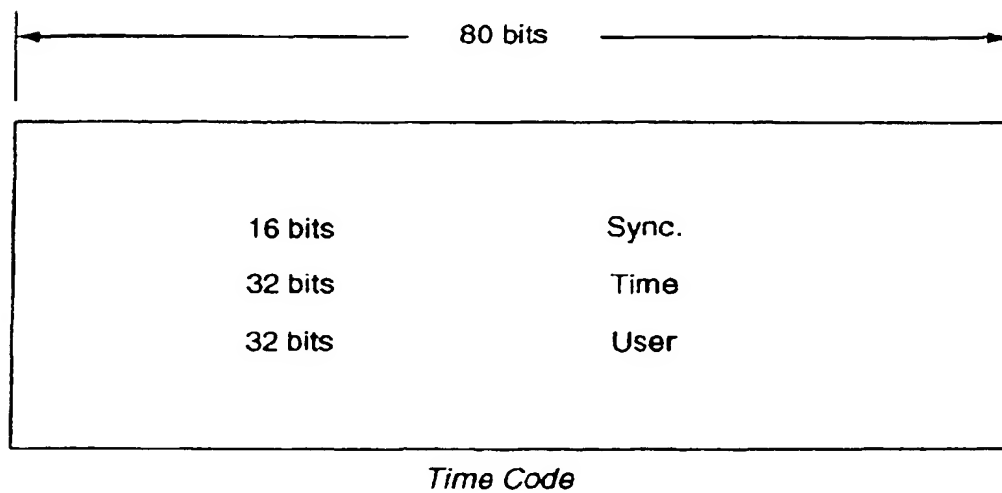 80 bits
16 bits Sync.
32 bits Time
32 bits User
Time Code